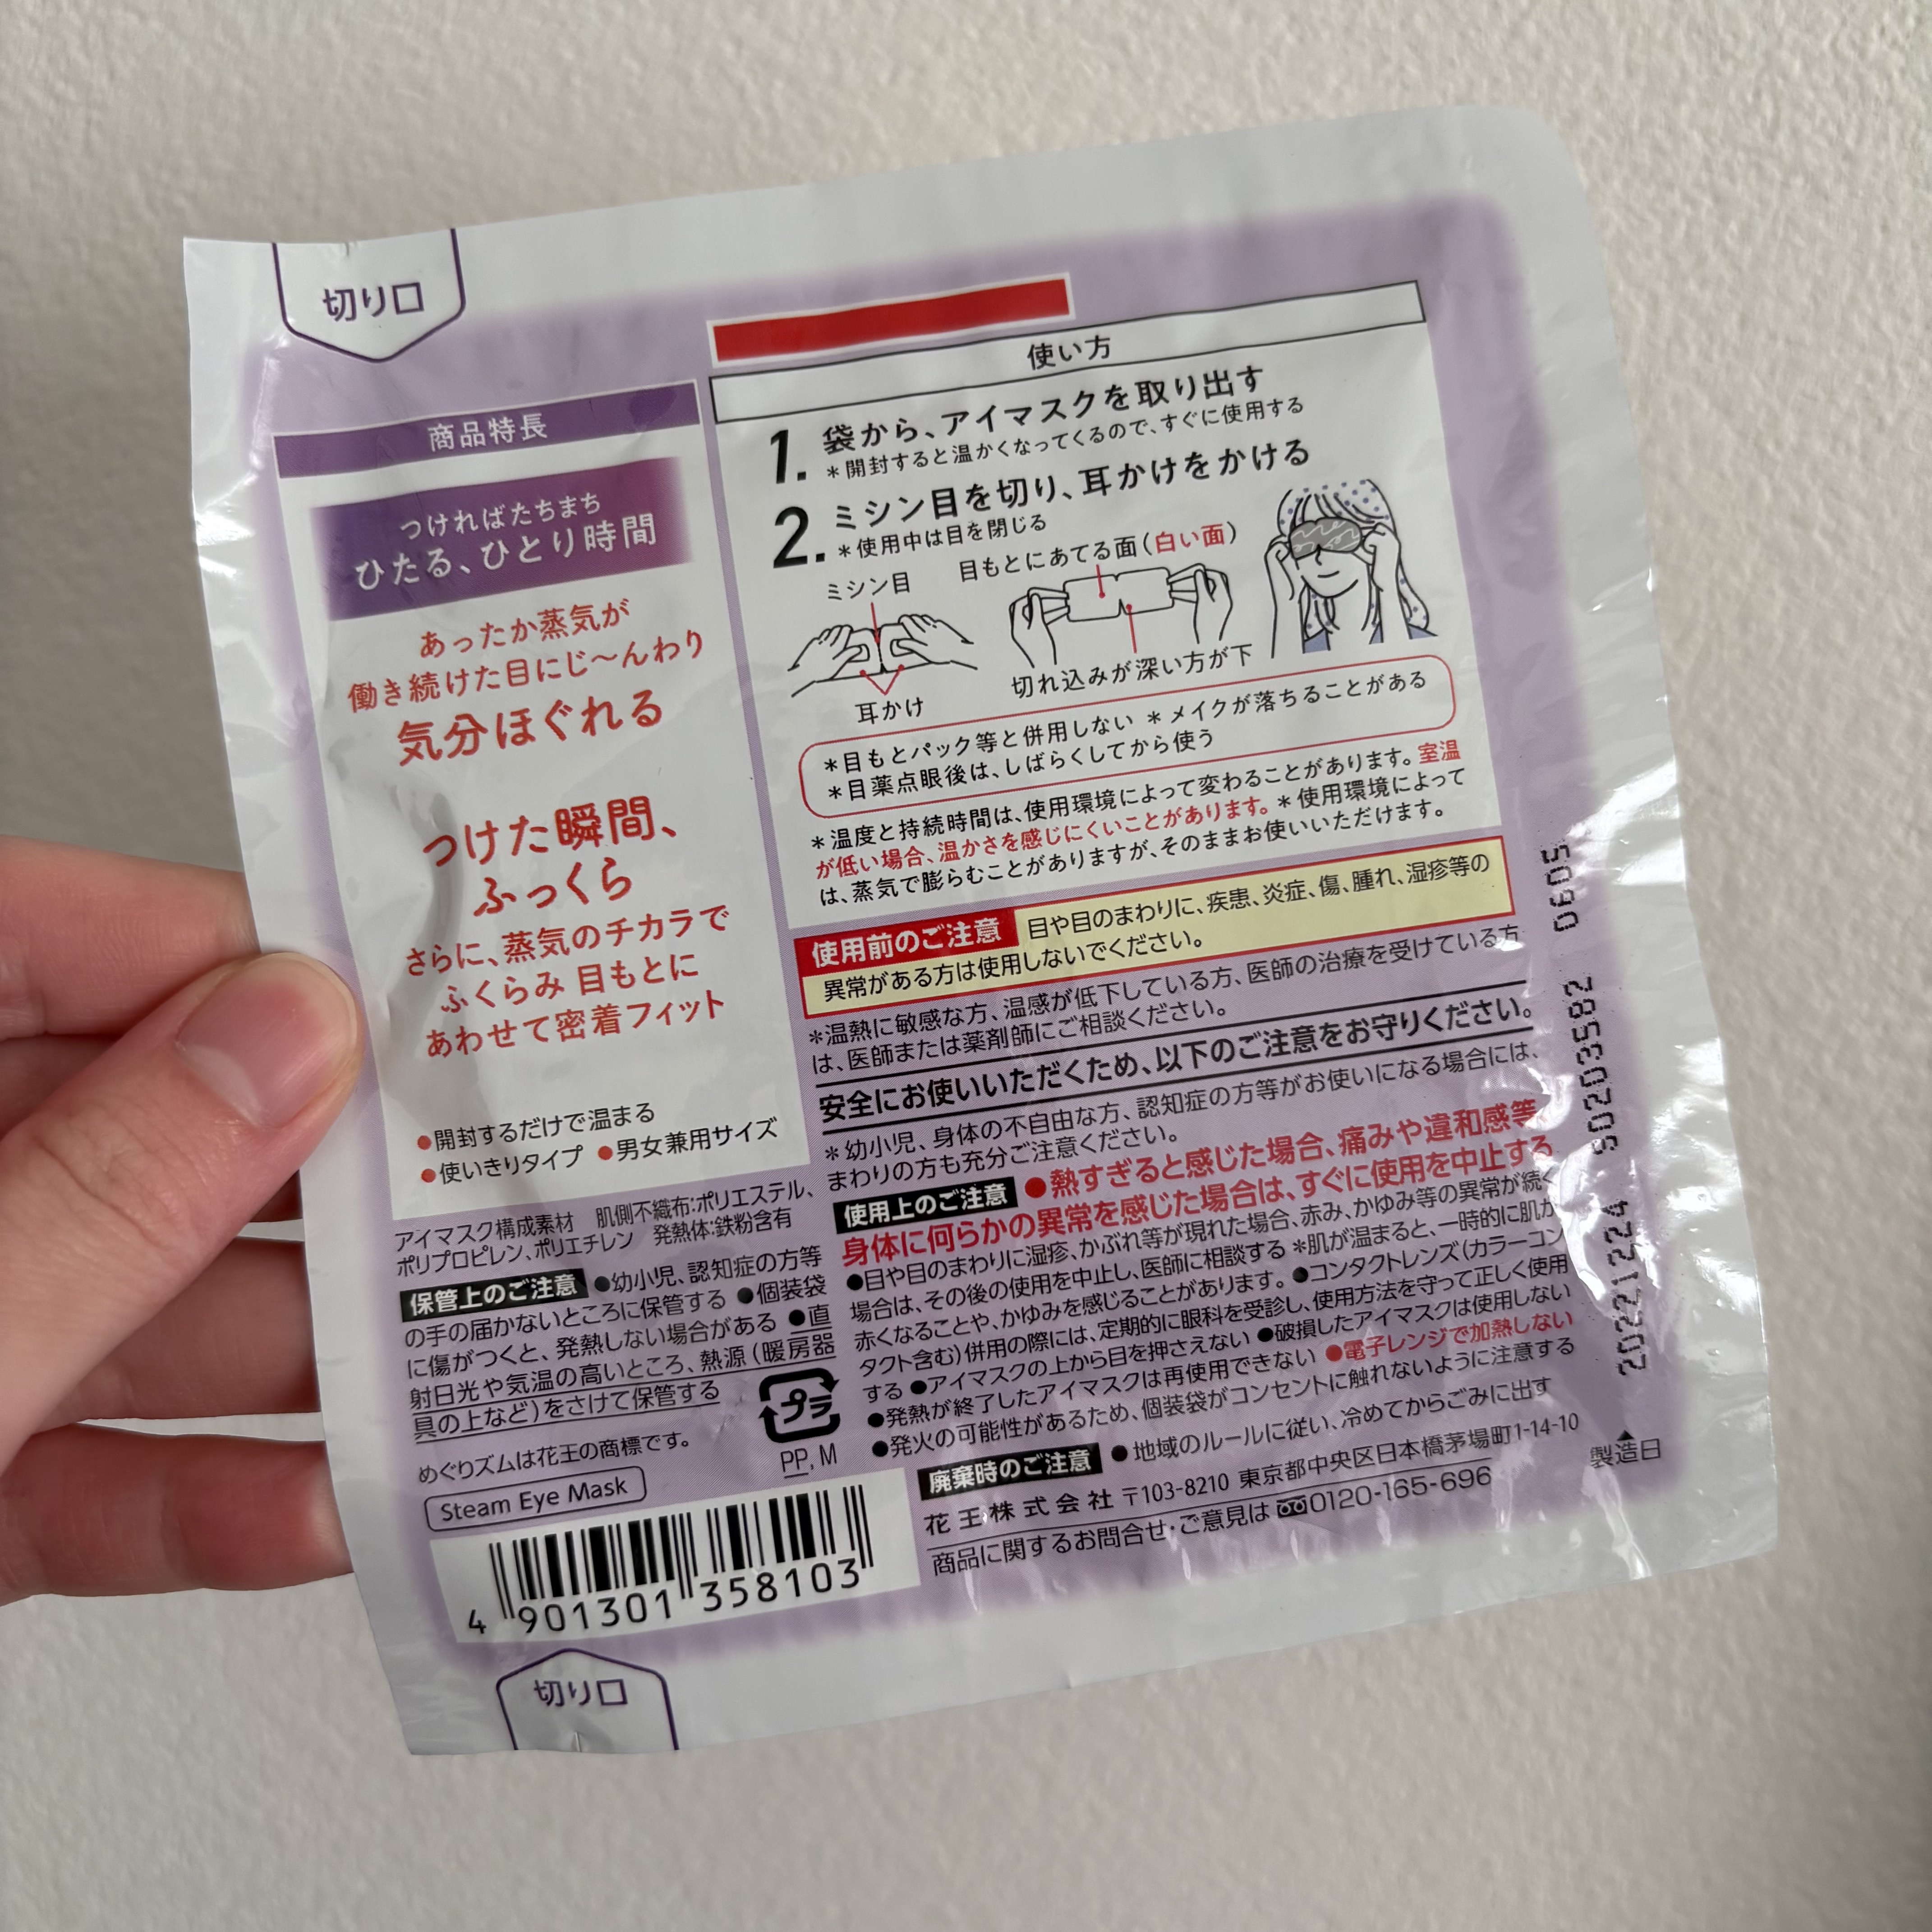 切り口
商品特長
つければたちまち
ひたる、ひとり時間
あったか蒸気が
働き続けた目にじ〜んわり
気分ほぐれる
つけた瞬間、
ふっくら
さらに、蒸気のチカラで
ふくらみ 目もとに
あわせて密着フィット
●開封するだけで温まる
●使いきりタイプ ●男女兼用サイズ
アイマスク構成素材 肌側不織布:ポリエステル、
ポリプロピレン、ポリエチレン 発熱体:鉄粉含有
保管上のご注意 ●幼小児、認知症の方等
の手の届かないところに保管する ●個装袋
に傷がつくと、発熱しない場合がある ●直
射日光や気温の高いところ、熱源(暖房器
具の上など)をさけて保管する
プラ
PP, M
めぐりズムは花王の商標です。
Steam Eye Mask
4 901301 358103
切り口
使い方
1. 袋から、アイマスクを取り出す
＊開封すると温かくなってくるので、すぐに使用する
2. ミシン目を切り、耳かけをかける
＊使用中は目を閉じる
ミシン目
目もとにあてる面(白い面)
耳かけ
切れ込みが深い方が下
＊目もとパック等と併用しない ＊メイクが落ちることがある
＊目薬点眼後は、しばらくしてから使う
＊温度と持続時間は、使用環境によって変わることがあります。室温
が低い場合、温かさを感じにくいことがあります。＊使用環境によって
は、蒸気で膨らむことがありますが、そのままお使いいただけます。
使用前のご注意 目や目のまわりに、疾患、炎症、傷、腫れ、湿疹等の
異常がある方は使用しないでください。
＊温熱に敏感な方、温感が低下している方、医師の治療を受けている方
は、医師または薬剤師にご相談ください。
安全にお使いいただくため、以下のご注意をお守りください。
＊幼小児、身体の不自由な方、認知症の方等がお使いになる場合には、
まわりの方も充分ご注意ください。
使用上のご注意 ●熱すぎると感じた場合、痛みや違和感等、
身体に何らかの異常を感じた場合は、すぐに使用を中止する
●目や目のまわりに湿疹、かぶれ等が現れた場合、赤み、かゆみ等の異常が続く
場合は、その後の使用を中止し、医師に相談する ＊肌が温まると、一時的に肌が
赤くなることや、かゆみを感じることがあります。 ●コンタクトレンズ(カラーコン
タクト含む)併用の際には、定期的に眼科を受診し、使用方法を守って正しく使用
する ●アイマスクの上から目を押さえない ●破損したアイマスクは使用しない
●発熱が終了したアイマスクは再使用できない ●電子レンジで加熱しない
●発火の可能性があるため、個装袋がコンセントに触れないように注意する
廃棄時のご注意 ●地域のルールに従い、冷めてからごみに出す
花王株式会社 〒103-8210 東京都中央区日本橋茅場町1-14-10
商品に関するお問合せ・ご意見は 0120-165-696
20221224 S0203582 0605
▲
製造日